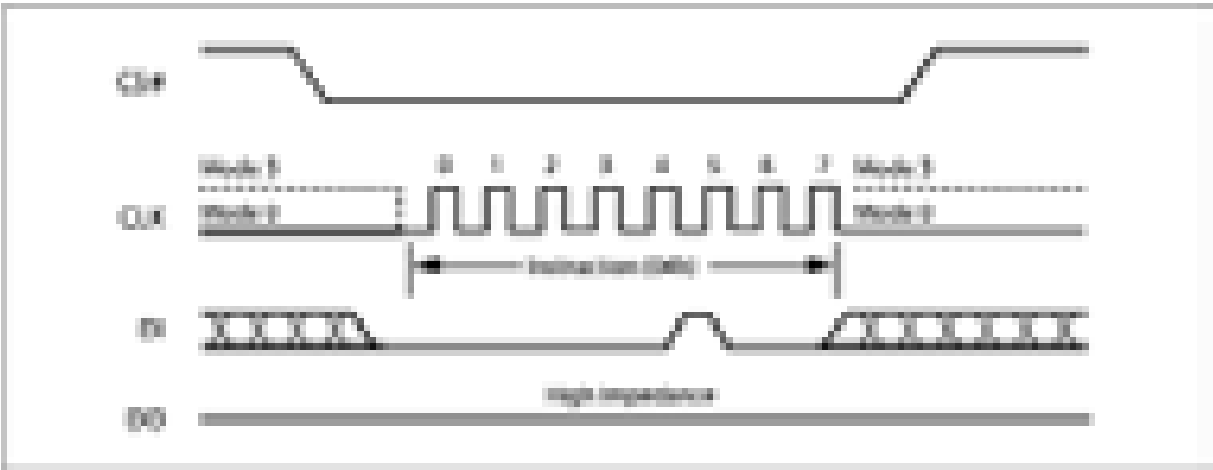 CS#
Mode 3
0 1 2 3 4 5 6 7
Mode 3
CLK
Mode 0
Mode 0
Instruction (04h)
DI
High Impedance
DO